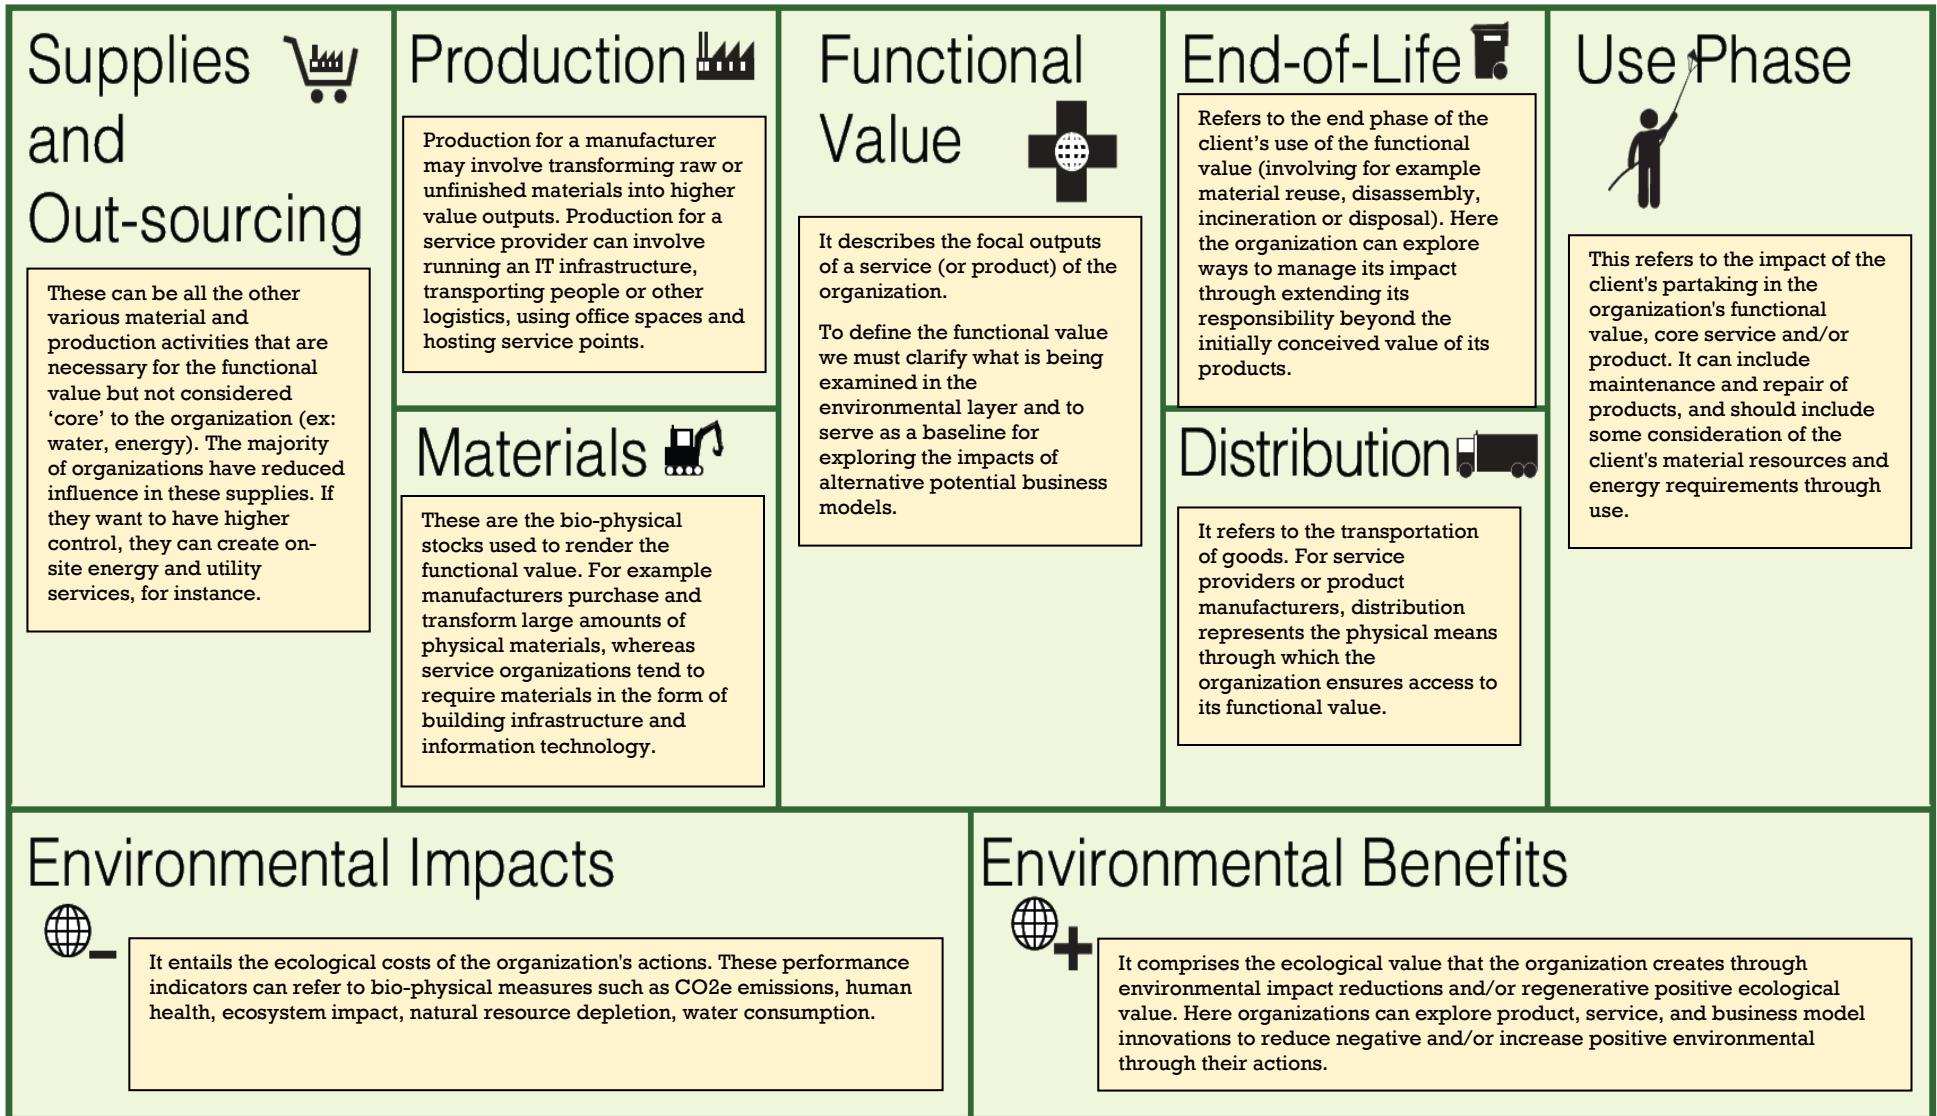 Supplies
and
Out-sourcing
These can be all the other
various material and
production activities that are
necessary for the functional
value but not considered
‘core’ to the organization (ex:
water, energy). The majority
of organizations have reduced
influence in these supplies. If
they want to have higher
control, they can create on-
site energy and utility
services, for instance.
Production
Production for a manufacturer
may involve transforming raw or
unfinished materials into higher
value outputs. Production for a
service provider can involve
running an IT infrastructure,
transporting people or other
logistics, using office spaces and
hosting service points.
Materials
These are the bio-physical
stocks used to render the
functional value. For example
manufacturers purchase and
transform large amounts of
physical materials, whereas
service organizations tend to
require materials in the form of
building infrastructure and
information technology.
Functional
Value
It describes the focal outputs
of a service (or product) of the
organization.
To define the functional value
we must clarify what is being
examined in the
environmental layer and to
serve as a baseline for
exploring the impacts of
alternative potential business
models.
End-of-Life
Refers to the end phase of the
client’s use of the functional
value (involving for example
material reuse, disassembly,
incineration or disposal). Here
the organization can explore
ways to manage its impact
through extending its
responsibility beyond the
initially conceived value of its
products.
Distribution
It refers to the transportation
of goods. For service
providers or product
manufacturers, distribution
represents the physical means
through which the
organization ensures access to
its functional value.
Use Phase
This refers to the impact of the
client's partaking in the
organization's functional
value, core service and/or
product. It can include
maintenance and repair of
products, and should include
some consideration of the
client's material resources and
energy requirements through
use.
Environmental Impacts
It entails the ecological costs of the organization's actions. These performance
indicators can refer to bio-physical measures such as CO2e emissions, human
health, ecosystem impact, natural resource depletion, water consumption.
Environmental Benefits
It comprises the ecological value that the organization creates through
environmental impact reductions and/or regenerative positive ecological
value. Here organizations can explore product, service, and business model
innovations to reduce negative and/or increase positive environmental
through their actions.